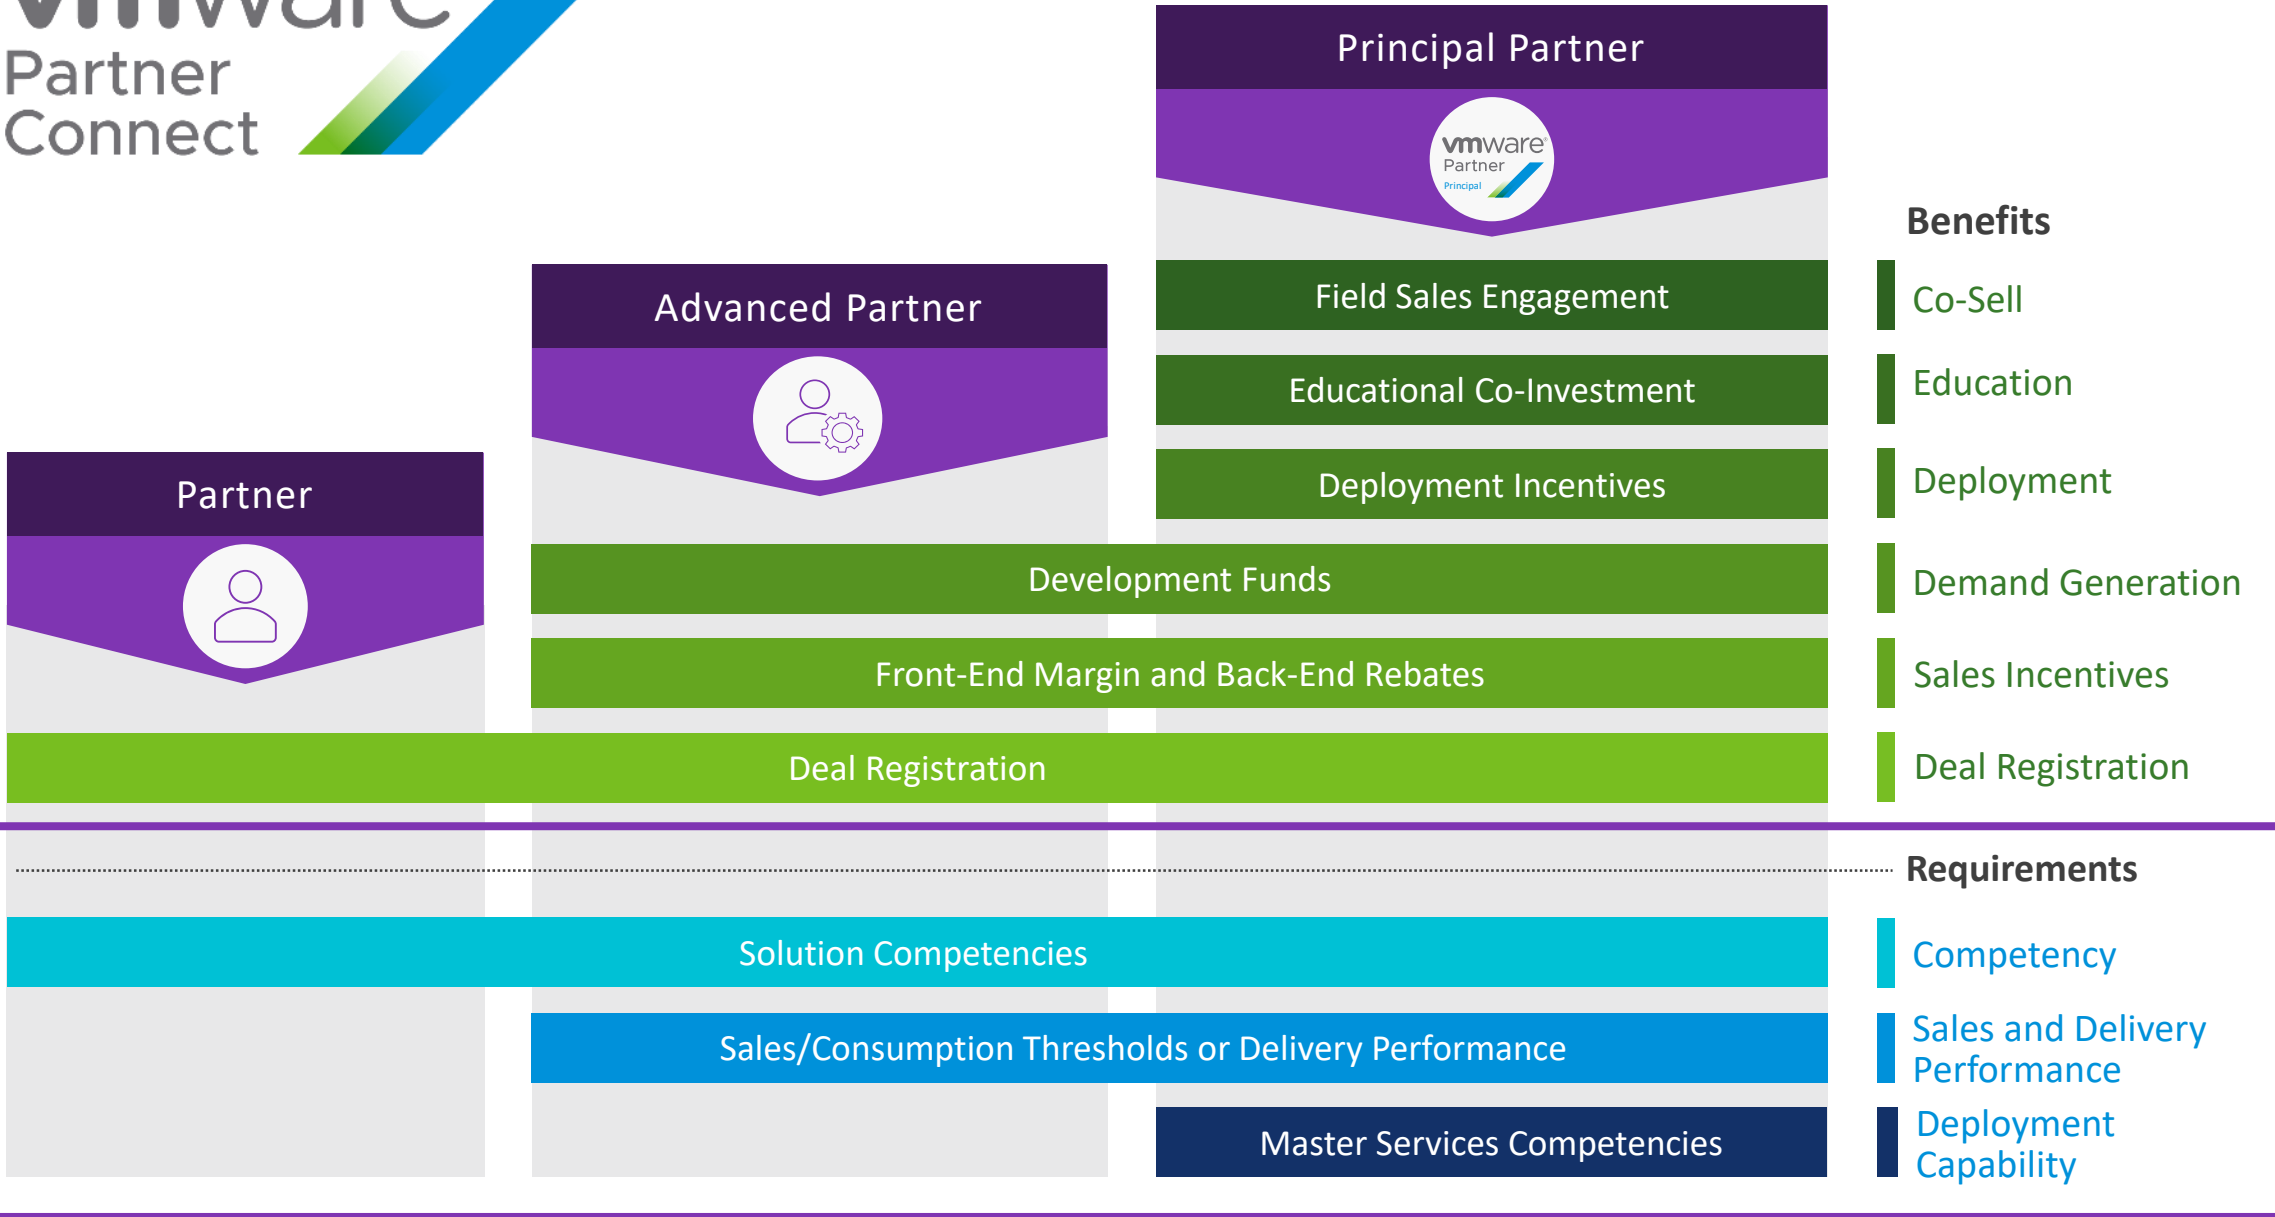 vmware
Partner
Connect
Principal Partner
vmware®
Partner
Principal
Benefits
Advanced Partner
Field Sales Engagement
Co-Sell
Educational Co-Investment
Education
Partner
Deployment Incentives
Deployment
Development Funds
Demand Generation
Front-End Margin and Back-End Rebates
Sales Incentives
Deal Registration
Deal Registration
Requirements
Solution Competencies
Competency
Sales/Consumption Thresholds or Delivery Performance
Sales and Delivery
Performance
Master Services Competencies
Deployment
Capability